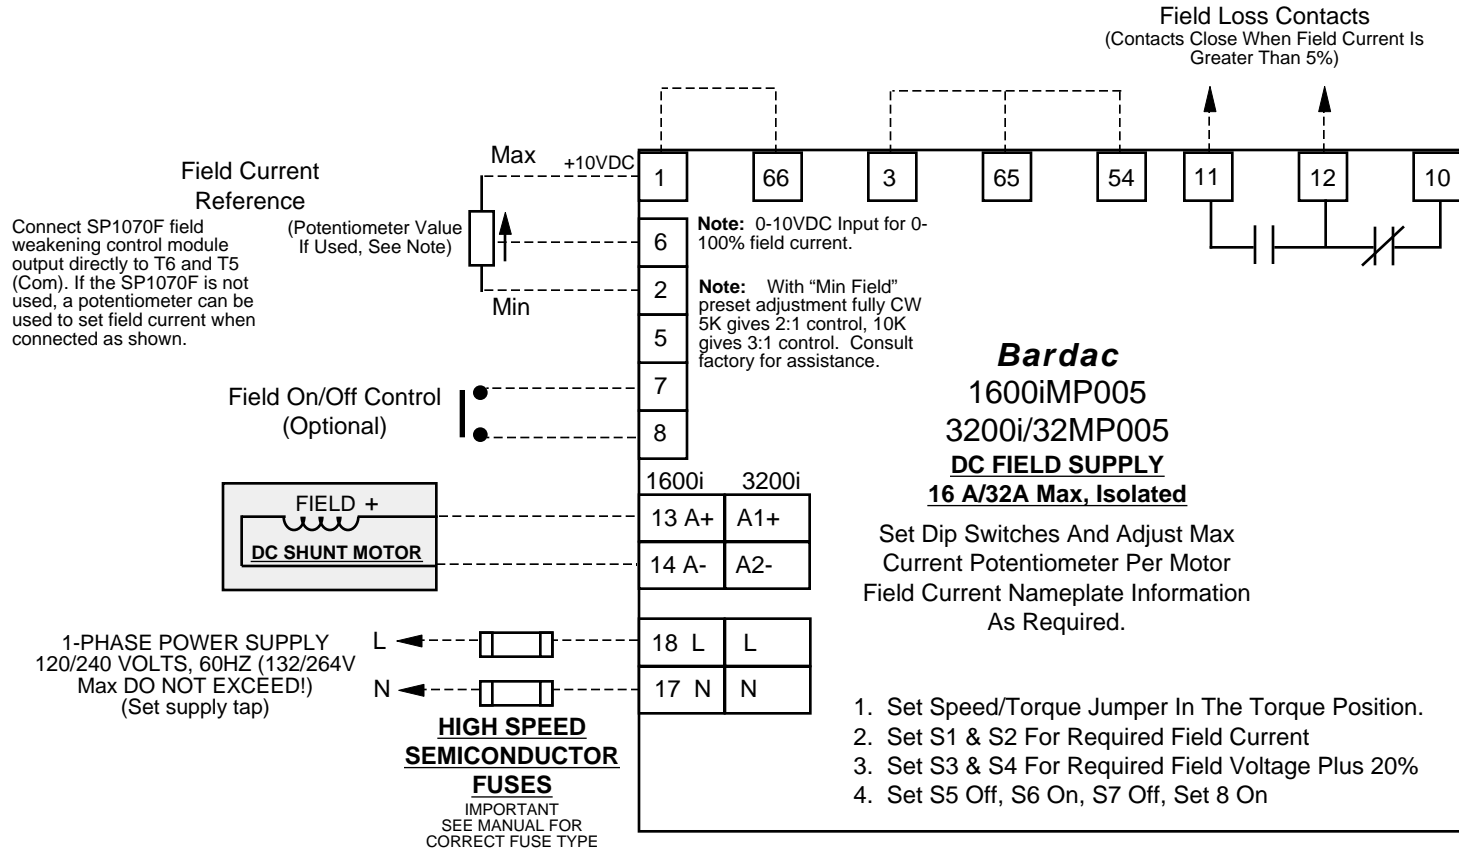 Field Loss Contacts
(Contacts Close When Field Current Is
Greater Than 5%)
Max
+10VDC
1
66
3
65
54
11
12
10
Field Current
Reference
Connect SP1070F field
weakening control module
output directly to T6 and T5
(Com). If the SP1070F is not
used, a potentiometer can be
used to set field current when
connected as shown.
(Potentiometer Value
If Used, See Note)
Min
6
2
5
7
8
Note: 0-10VDC Input for 0-
100% field current.
Note: With “Min Field”
preset adjustment fully CW
5K gives 2:1 control, 10K
gives 3:1 control. Consult
factory for assistance.
Field On/Off Control
(Optional)
Bardac
1600iMP005
3200i/32MP005
DC FIELD SUPPLY
16 A/32A Max, Isolated
Set Dip Switches And Adjust Max
Current Potentiometer Per Motor
Field Current Nameplate Information
As Required.
1600i 3200i
13 A+ A1+
14 A- A2-
FIELD +
DC SHUNT MOTOR
18 L L
17 N N
1-PHASE POWER SUPPLY
120/240 VOLTS, 60HZ (132/264V
Max DO NOT EXCEED!)
(Set supply tap)
L
N
HIGH SPEED
SEMICONDUCTOR
FUSES
IMPORTANT
SEE MANUAL FOR
CORRECT FUSE TYPE
1. Set Speed/Torque Jumper In The Torque Position.
2. Set S1 & S2 For Required Field Current
3. Set S3 & S4 For Required Field Voltage Plus 20%
4. Set S5 Off, S6 On, S7 Off, Set 8 On